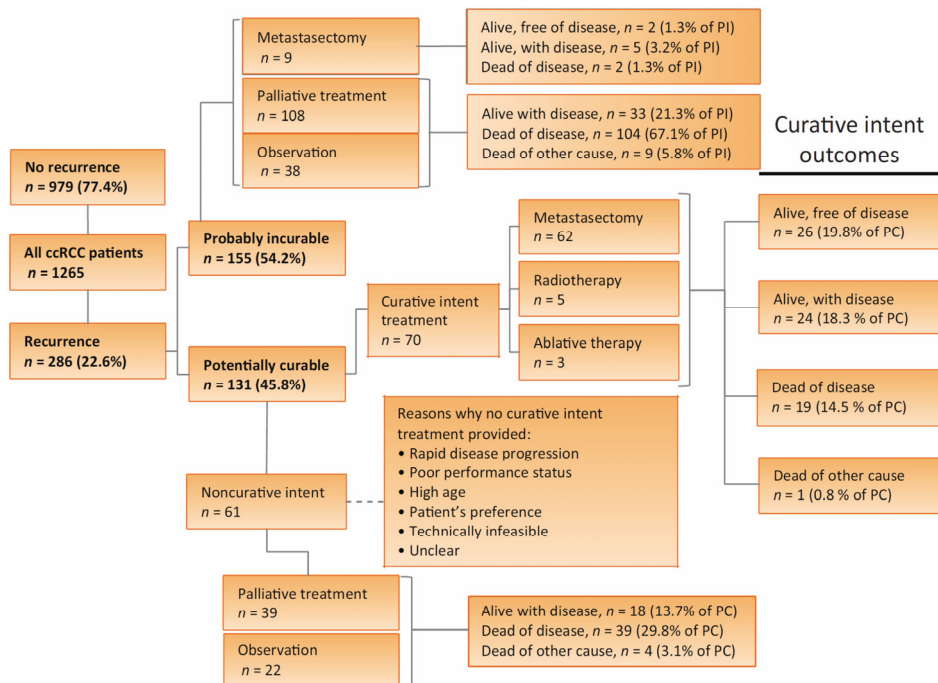 Metastasectomy
n = 9
Alive, free of disease, n = 2 (1.3% of PI)
Alive, with disease, n = 5 (3.2% of PI)
Dead of disease, n = 2 (1.3% of PI)
Palliative treatment
n = 108
Observation
n = 38
Alive with disease, n = 33 (21.3% of PI)
Dead of disease, n = 104 (67.1% of PI)
Dead of other cause, n = 9 (5.8% of PI)
Curative intent
outcomes
No recurrence
n = 979 (77.4%)
All ccRCC patients
n = 1265
Recurrence
n = 286 (22.6%)
Probably incurable
n = 155 (54.2%)
Potentially curable
n = 131 (45.8%)
Curative intent
treatment
n = 70
Metastasectomy
n = 62
Radiotherapy
n = 5
Ablative therapy
n = 3
Alive, free of disease
n = 26 (19.8% of PC)
Alive, with disease
n = 24 (18.3 % of PC)
Dead of disease
n = 19 (14.5 % of PC)
Dead of other cause
n = 1 (0.8 % of PC)
Noncurative intent
n = 61
Reasons why no curative intent
treatment provided:
• Rapid disease progression
• Poor performance status
• High age
• Patient’s preference
• Technically infeasible
• Unclear
Palliative treatment
n = 39
Observation
n = 22
Alive with disease, n = 18 (13.7% of PC)
Dead of disease, n = 39 (29.8% of PC)
Dead of other cause, n = 4 (3.1% of PC)